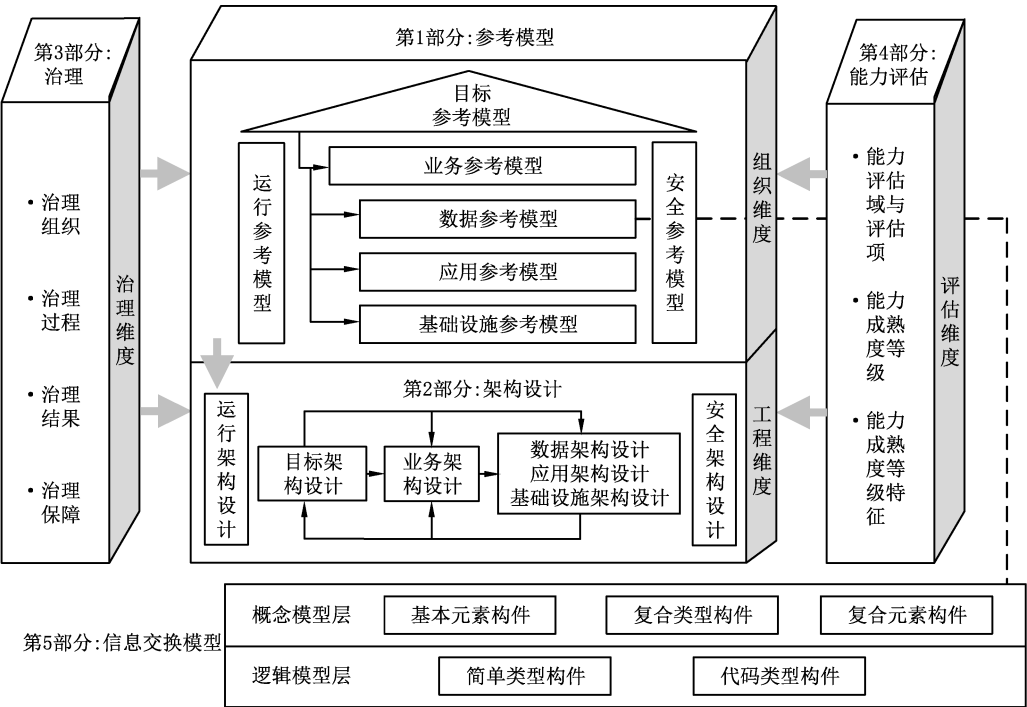 第3部分:
治理
• 治理
组织
• 治理
过程
• 治理
结果
• 治理
保障
治理维度
第1部分:参考模型
目标
参考模型
运行参考模型
业务参考模型
数据参考模型
应用参考模型
基础设施参考模型
安全参考模型
组织维度
第2部分:架构设计
运行架构设计
目标架
构设计
业务架
构设计
数据架构设计
应用架构设计
基础设施架构设计
安全架构设计
工程维度
第4部分:
能力评估
• 能力
评估
域与
评估
项
• 能力
成熟
度等
级
• 能力
成熟
度等
级特
征
评估维度
第5部分:信息交换模型
概念模型层
基本元素构件
复合类型构件
复合元素构件
逻辑模型层
简单类型构件
代码类型构件